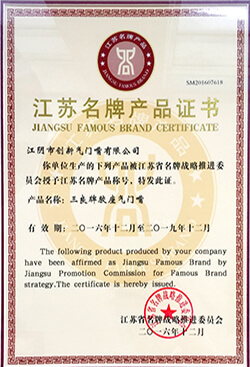 江苏名牌产品
SM201607618
江苏名牌产品证书
JIANGSU FAMOUS BRAND CERTIFICATE
江阴市创新气门嘴有限公司:
你单位生产的下列产品被江苏省名牌战略推进委
员会授予江苏名牌产品称号,特发此证。
产品名称:三良牌胶座气门嘴
有效期:二〇一六年十二月至二〇一九年十二月
The following product produced by your company
have been affirmed as Jiangsu Famous Brand by
Jiangsu Promotion Commission for Famous Brand
strategy.The certificate is hereby issued.
江苏省名牌战略推进委员会
二〇一六年十二月